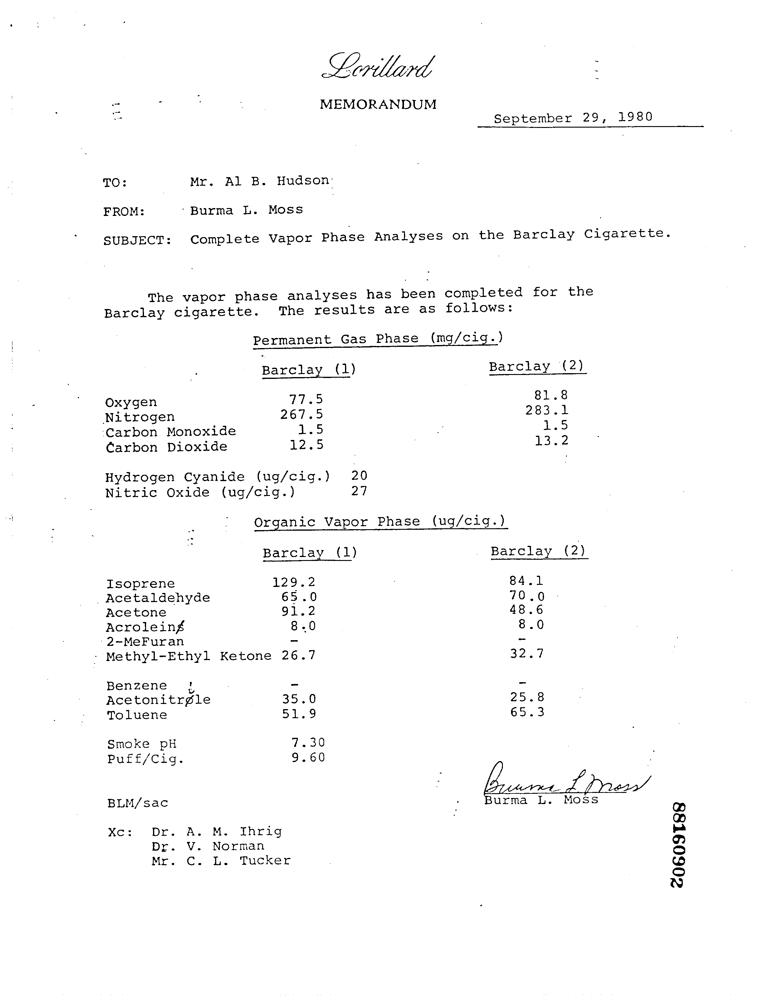 Lorillard
MEMORANDUM
September 29, 1980
TO: Mr. Al B. Hudson
FROM: Burma L. Moss
SUBJECT: Complete Vapor Phase Analyses on the Barclay Cigarette.
The vapor phase analyses has been completed for the
Barclay cigarette. The results are as follows:
Permanent Gas Phase (mg/cig.)
Barclay (1) Barclay (2)
Oxygen 77.5 81.8
Nitrogen 267.5 283.1
Carbon Monoxide 1.5 1.5
Carbon Dioxide 12.5 13.2
Hydrogen Cyanide (ug/cig.) 20
Nitric Oxide (ug/cig.) 27
Organic Vapor Phase (ug/cig.)
Barclay (1) Barclay (2)
Isoprene 129.2 84.1
Acetaldehyde 65.0 70.0
Acetone 91.2 48.6
Acrolein 8.0 8.0
2-MeFuran - -
Methyl-Ethyl Ketone 26.7 32.7
Benzene - -
Acetonitrile 35.0 25.8
Toluene 51.9 65.3
Smoke pH 7.30
Puff/Cig. 9.60
Burma L Moss
BLM/sac Burma L. Moss
Xc: Dr. A. M. Ihrig
Dr. V. Norman
Mr. C. L. Tucker
88160902